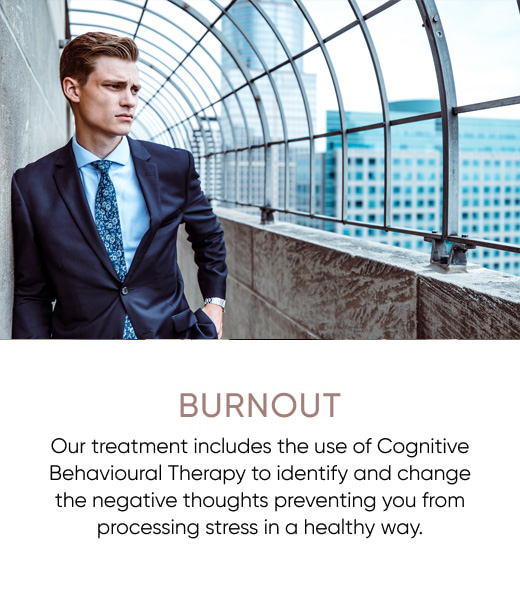 BURNOUT
Our treatment includes the use of Cognitive
Behavioural Therapy to identify and change
the negative thoughts preventing you from
processing stress in a healthy way.